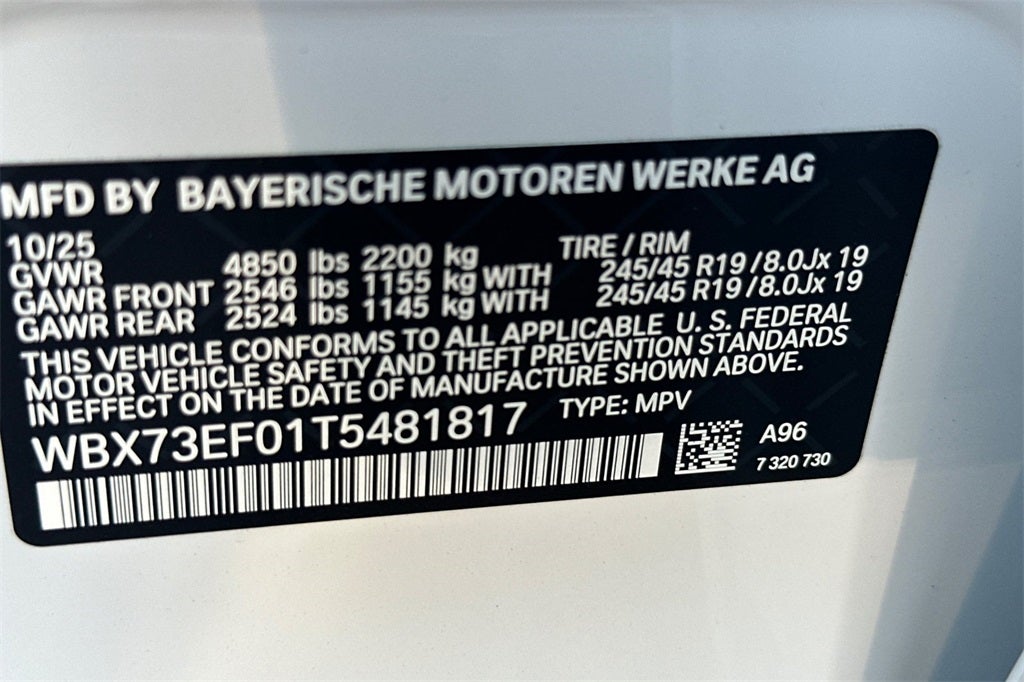 MFD BY BAYERISCHE MOTOREN WERKE AG
10/25 TIRE / RIM
GVWR 4850 lbs 2200 kg
GAWR FRONT 2546 lbs 1155 kg WITH 245/45 R19 / 8.0Jx 19
GAWR REAR 2524 lbs 1145 kg WITH 245/45 R19 / 8.0Jx 19
THIS VEHICLE CONFORMS TO ALL APPLICABLE U. S. FEDERAL
MOTOR VEHICLE SAFETY AND THEFT PREVENTION STANDARDS
IN EFFECT ON THE DATE OF MANUFACTURE SHOWN ABOVE.
WBX73EF01T5481817 TYPE: MPV
A96
7 320 730